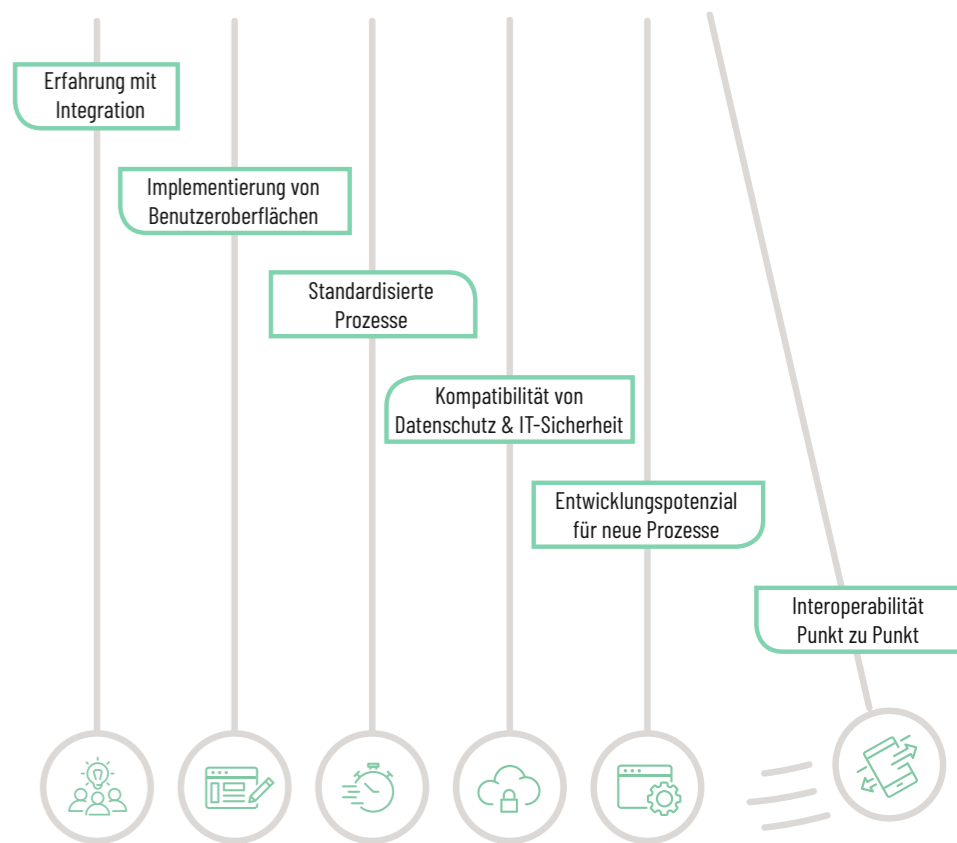 Erfahrung mit
Integration
Implementierung von
Benutzeroberflächen
Standardisierte
Prozesse
Kompatibilität von
Datenschutz & IT-Sicherheit
Entwicklungspotenzial
für neue Prozesse
Interoperabilität
Punkt zu Punkt